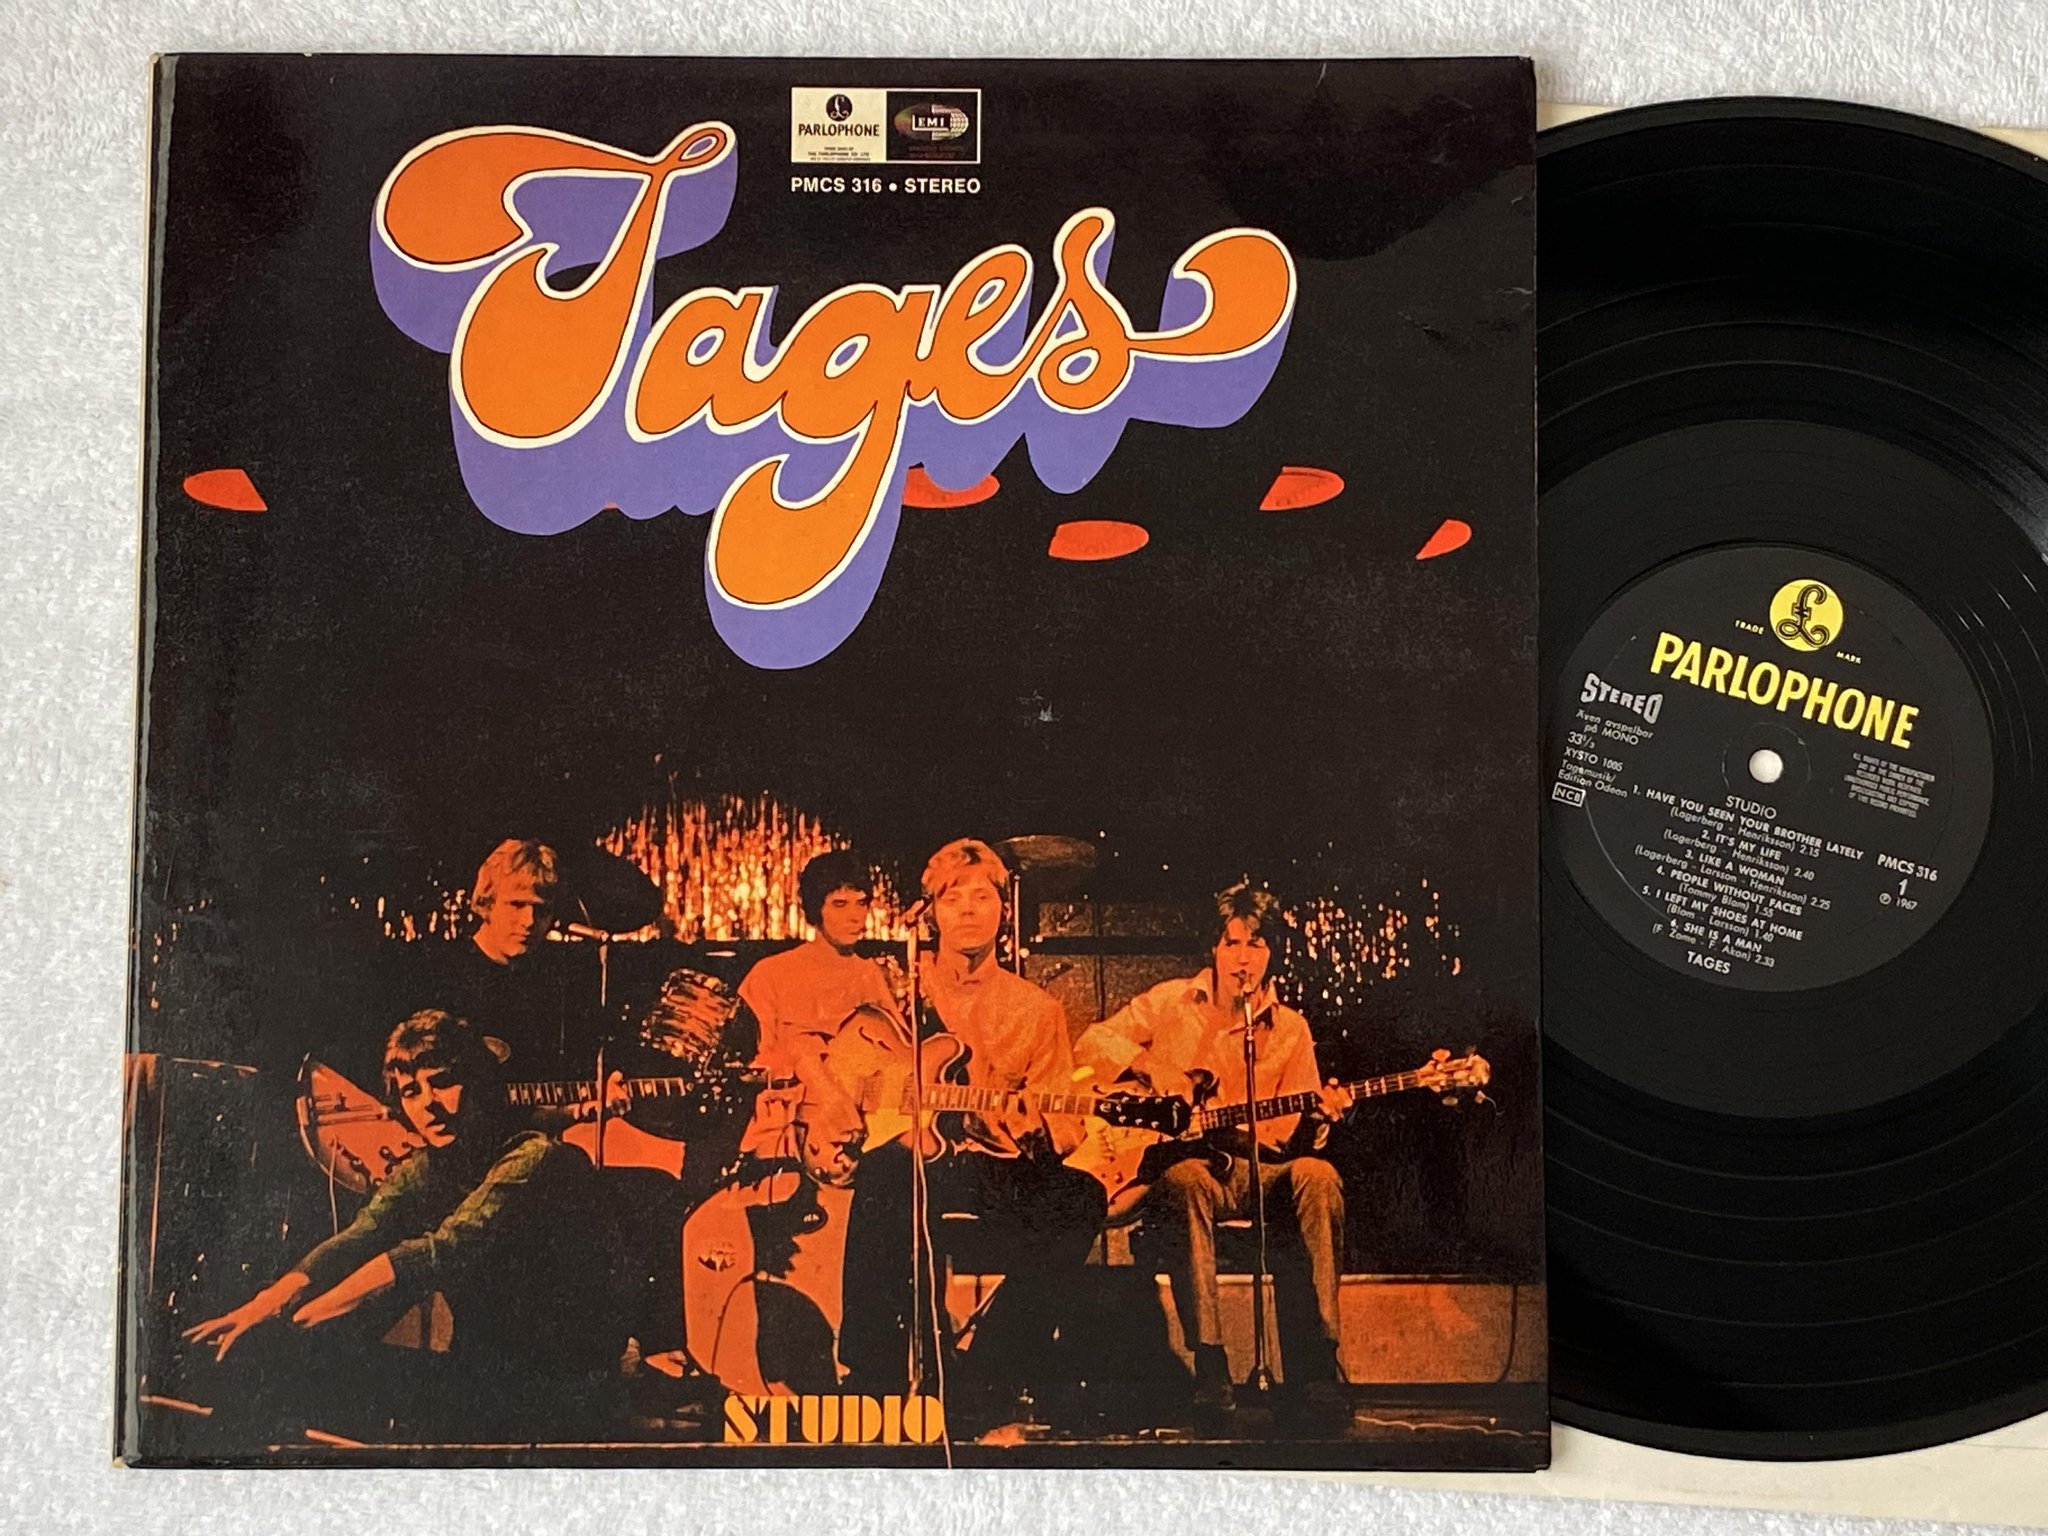 PARLOPHONE
EMI
PMCS 316 • STEREO
Tages
STUDIO
£
TRADE
MARK
PARLOPHONE
STEREO
Även avspelbar
på MONO
33⅓
XYSTO 1005
Tagemusik/
Edition Odeon
NCB
STUDIO
1. HAVE YOU SEEN YOUR BROTHER LATELY
(Lagerberg - Henriksson) 2.15
2. IT'S MY LIFE
(Lagerberg - Henriksson) 2.40
3. LIKE A WOMAN
(Lagerberg - Larsson - Henriksson) 2.25
4. PEOPLE WITHOUT FACES
(Tommy Blom) 1.55
5. I LEFT MY SHOES AT HOME
(Blom - Larsson) 1.40
6. SHE IS A MAN
(F. Zame - F. Akan) 2.33
TAGES
PMCS 316
1
℗ 1967